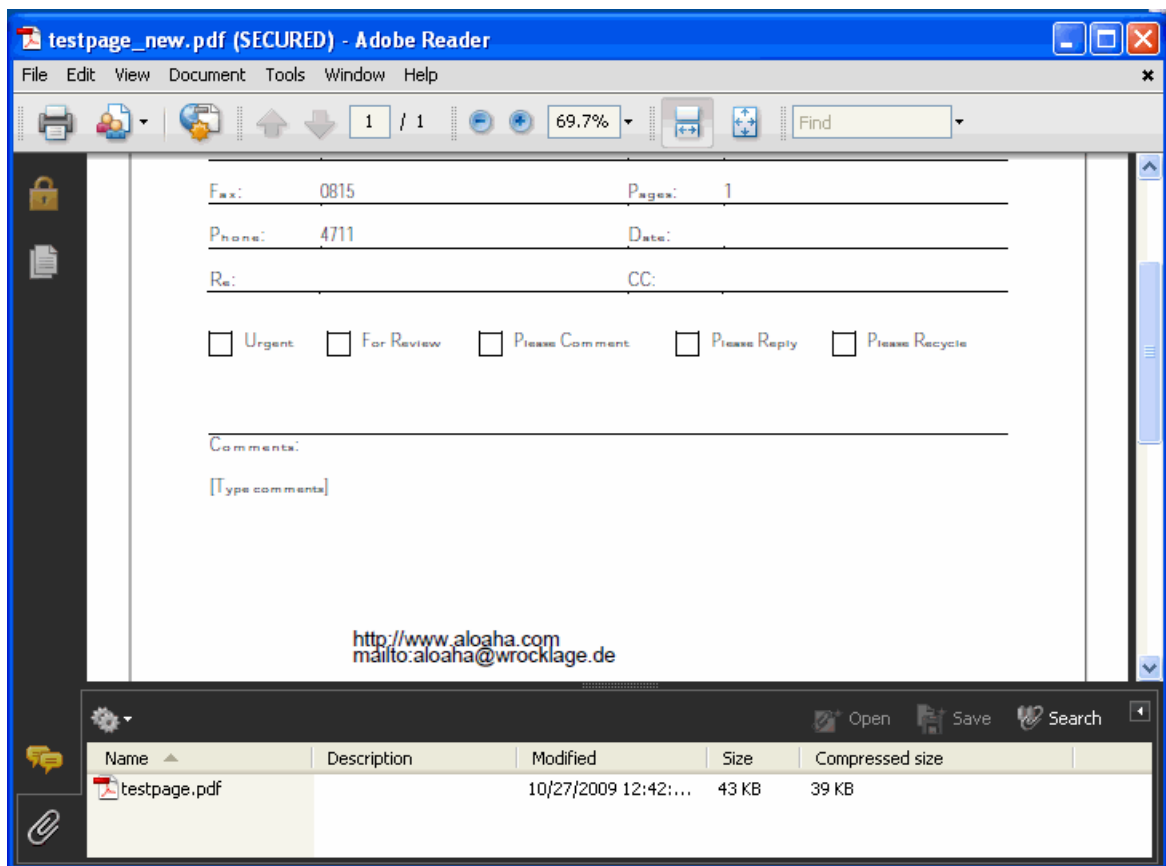 testpage_new.pdf (SECURED) - Adobe Reader
File Edit View Document Tools Window Help
1 / 1 69.7% Find
Fax: 0815 Pages: 1
Phone: 4711 Date:
Re: CC:
Urgent For Review Please Comment Please Reply Please Recycle
Comments:
[Type comments]
http://www.aloaha.com
mailto:aloaha@wrocklage.de
Open Save Search
Name Description Modified Size Compressed size
testpage.pdf 10/27/2009 12:42:... 43 KB 39 KB